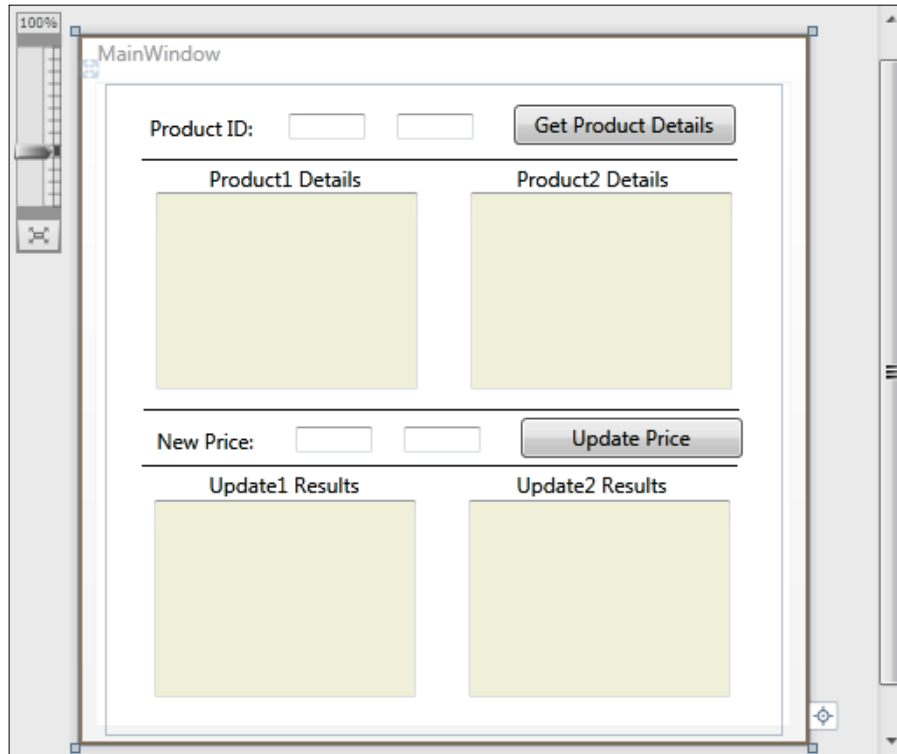 100%
MainWindow
Product ID:
Get Product Details
Product1 Details
Product2 Details
New Price:
Update Price
Update1 Results
Update2 Results